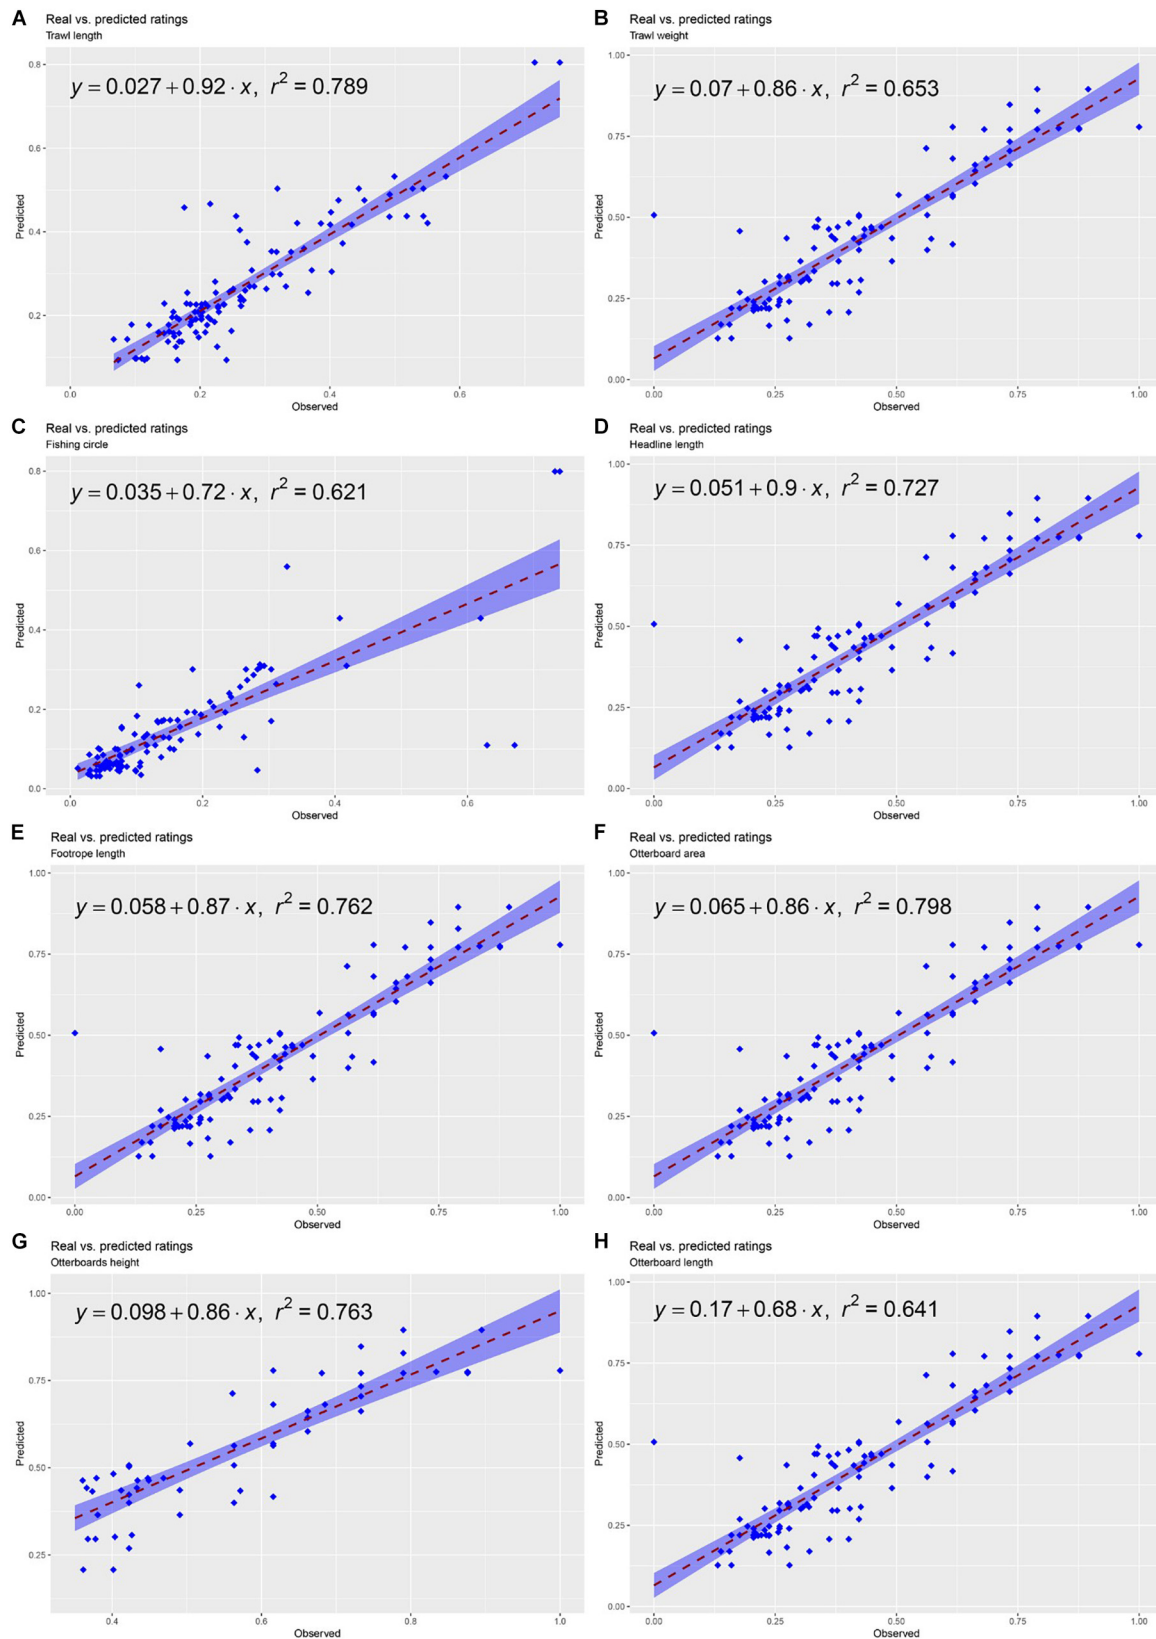 A
Real vs. predicted ratings
Trawl length
y = 0.027 + 0.92 · x, r² = 0.789
0.8
0.6
0.4
0.2
Predicted
0.0 0.2 0.4 0.6
Observed
B
Real vs. predicted ratings
Trawl weight
y = 0.07 + 0.86 · x, r² = 0.653
1.00
0.75
0.50
0.25
0.00
Predicted
0.00 0.25 0.50 0.75 1.00
Observed
C
Real vs. predicted ratings
Fishing circle
y = 0.035 + 0.72 · x, r² = 0.621
0.8
0.6
0.4
0.2
0.0
Predicted
0.0 0.2 0.4 0.6
Observed
D
Real vs. predicted ratings
Headline length
y = 0.051 + 0.9 · x, r² = 0.727
1.00
0.75
0.50
0.25
0.00
Predicted
0.00 0.25 0.50 0.75 1.00
Observed
E
Real vs. predicted ratings
Footrope length
y = 0.058 + 0.87 · x, r² = 0.762
1.00
0.75
0.50
0.25
0.00
Predicted
0.00 0.25 0.50 0.75 1.00
Observed
F
Real vs. predicted ratings
Otterboard area
y = 0.065 + 0.86 · x, r² = 0.798
1.00
0.75
0.50
0.25
0.00
Predicted
0.00 0.25 0.50 0.75 1.00
Observed
G
Real vs. predicted ratings
Otterboards height
y = 0.098 + 0.86 · x, r² = 0.763
1.00
0.75
0.50
0.25
Predicted
0.4 0.6 0.8 1.0
Observed
H
Real vs. predicted ratings
Otterboard length
y = 0.17 + 0.68 · x, r² = 0.641
1.00
0.75
0.50
0.25
0.00
Predicted
0.00 0.25 0.50 0.75 1.00
Observed